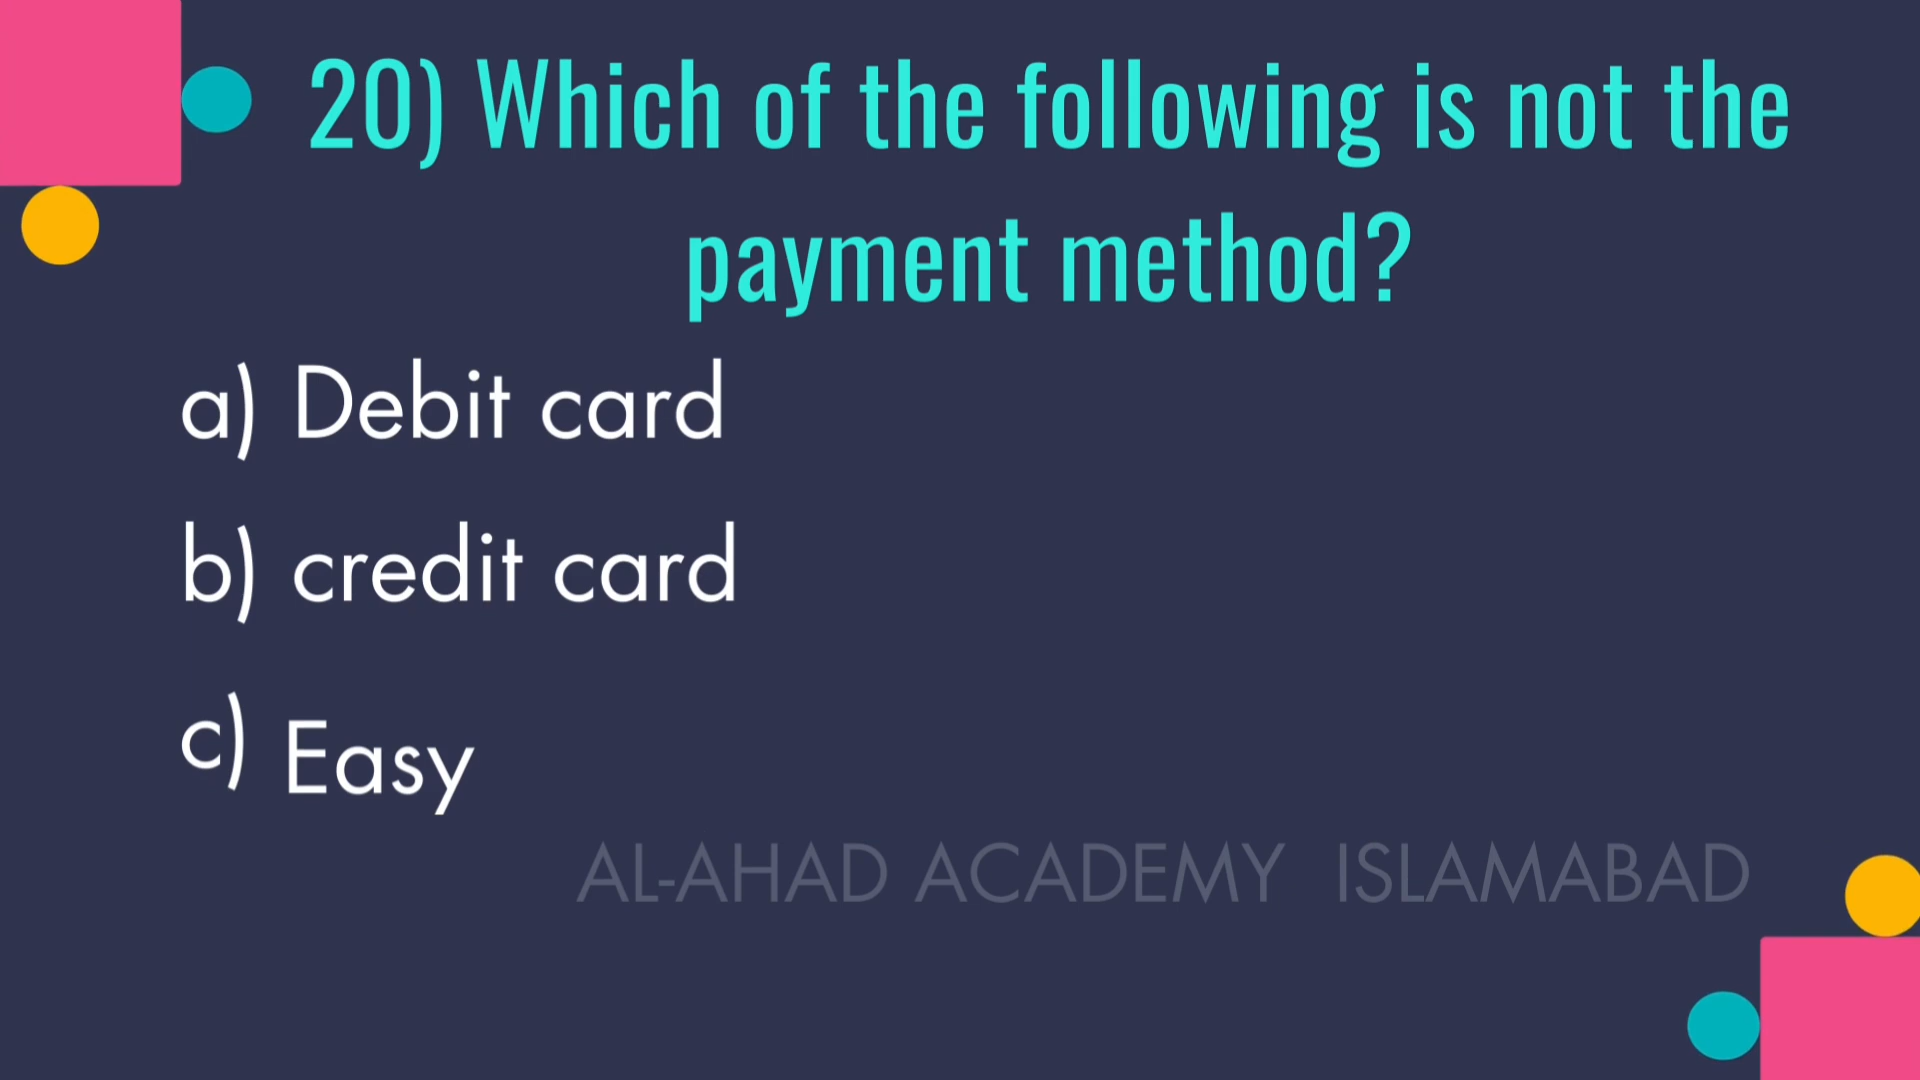 20) Which of the following is not the
payment method?
a) Debit card
b) credit card
c) Easy
AL-AHAD ACADEMY ISLAMABAD